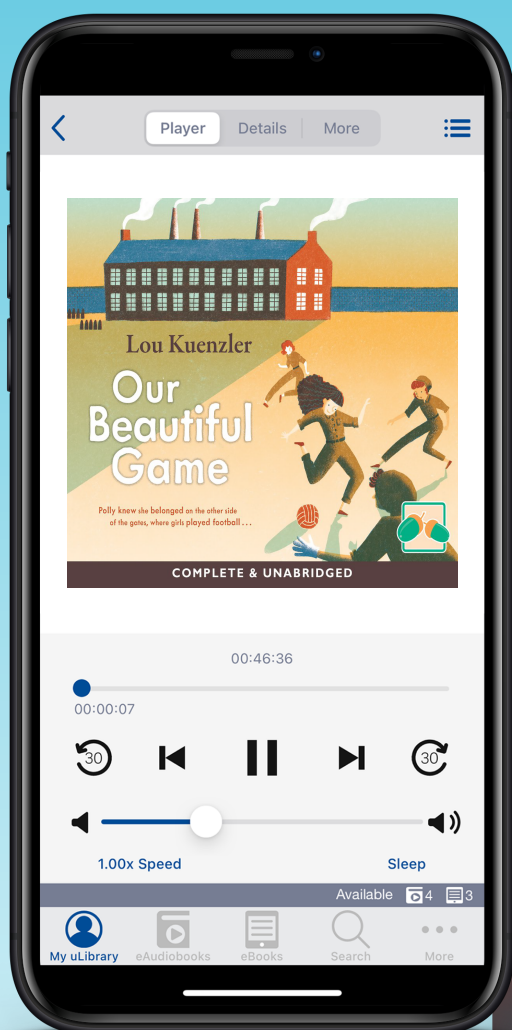 Player Details More
Lou Kuenzler
Our
Beautiful
Game
Polly knew she belonged on the other side
of the gates, where girls played football...
COMPLETE & UNABRIDGED
00:46:36
00:00:07
30 30
1.00x Speed Sleep
Available 4 3
My uLibrary eAudiobooks eBooks Search More